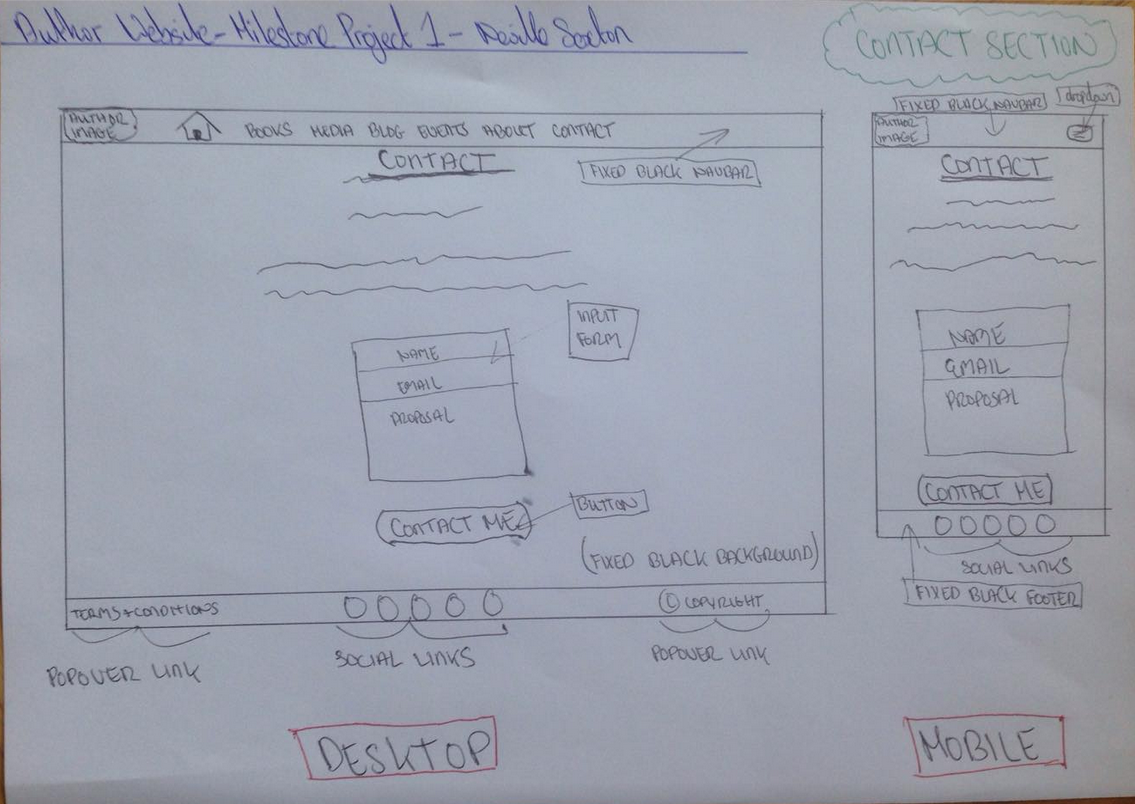 Author Website - Milestone Project 1 - Neville Sexton
CONTACT SECTION
AUTHOR
IMAGE
BOOKS MEDIA BLOG EVENTS ABOUT CONTACT
CONTACT
FIXED BLACK NAVBAR
INPUT
FORM
NAME
EMAIL
PROPOSAL
CONTACT ME
BUTTON
(FIXED BLACK BACKGROUND)
TERMS+CONDITIONS
© COPYRIGHT
POPOVER LINK
SOCIAL LINKS
POPOVER LINK
DESKTOP
FIXED BLACK NAVBAR
dropdown
AUTHOR
IMAGE
CONTACT
NAME
EMAIL
PROPOSAL
CONTACT ME
SOCIAL LINKS
FIXED BLACK FOOTER
MOBILE